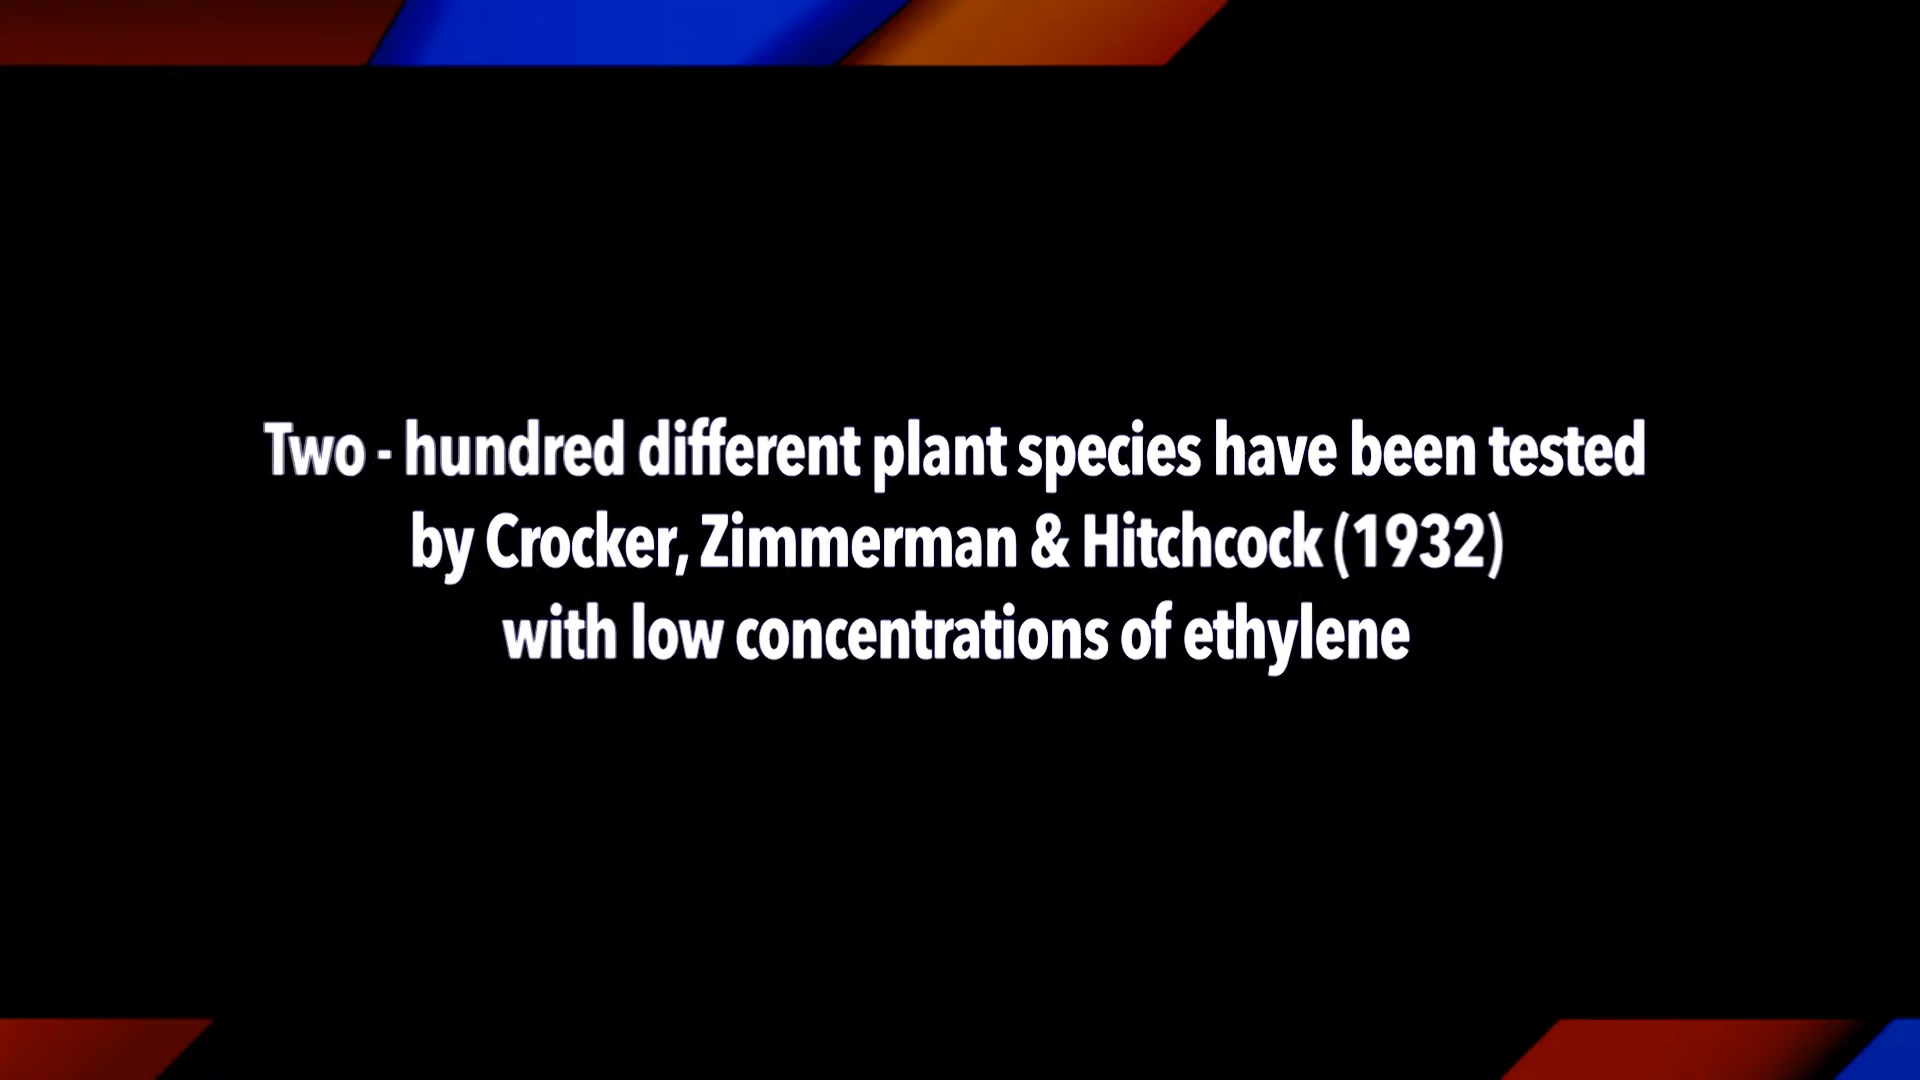 Two - hundred different plant species have been tested
by Crocker, Zimmerman & Hitchcock (1932)
with low concentrations of ethylene